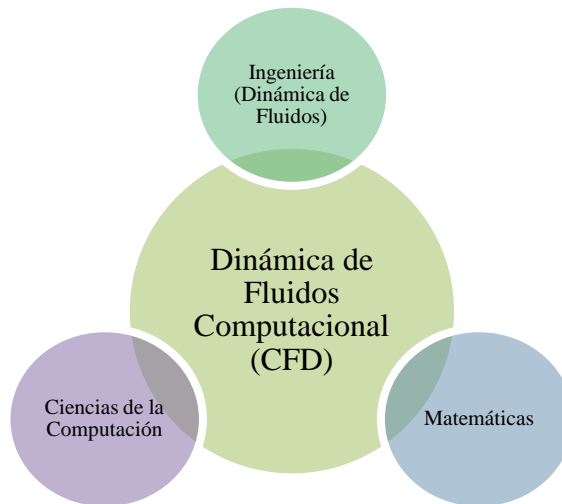 Ingeniería
(Dinámica de
Fluidos)
Dinámica de
Fluidos
Computacional
(CFD)
Ciencias de la
Computación
Matemáticas